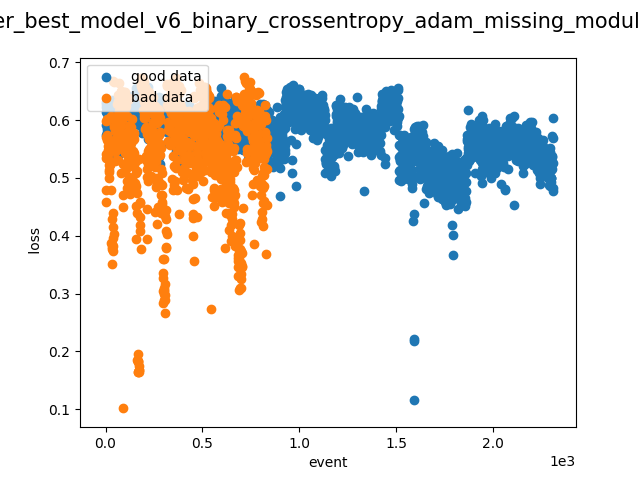 er_best_model_v6_binary_crossentropy_adam_missing_modul
good data
bad data
0.7
0.6
0.5
0.4
0.3
0.2
0.1
loss
0.0
0.5
1.0
1.5
2.0
event
1e3